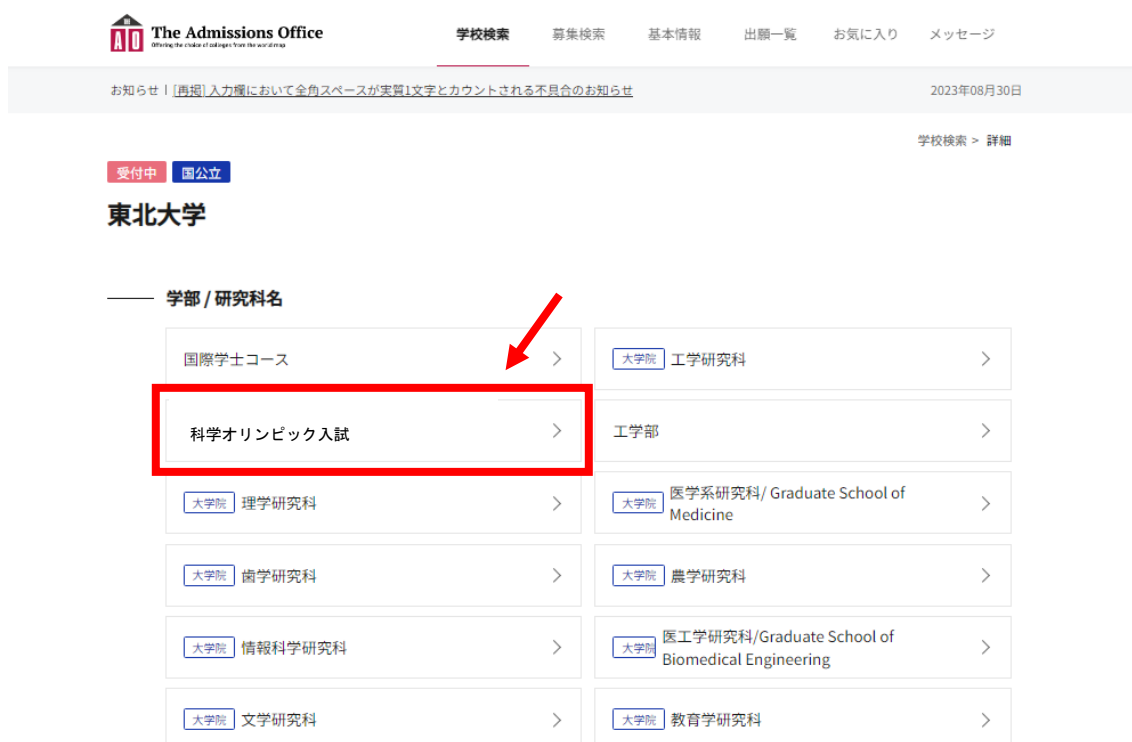 The Admissions Office
Offering the choice of colleges from the world map
学校検索 募集検索 基本情報 出願一覧 お気に入り メッセージ
お知らせ | [再掲] 入力欄において全角スペースが実質1文字とカウントされる不具合のお知らせ 2023年08月30日
学校検索 > 詳細
受付中 国公立
東北大学
学部 / 研究科名
国際学士コース
大学院 工学研究科
科学オリンピック入試
工学部
大学院 理学研究科
大学院 医学系研究科/ Graduate School of
Medicine
大学院 歯学研究科
大学院 農学研究科
大学院 情報科学研究科
大学院 医工学研究科/Graduate School of
Biomedical Engineering
大学院 文学研究科
大学院 教育学研究科